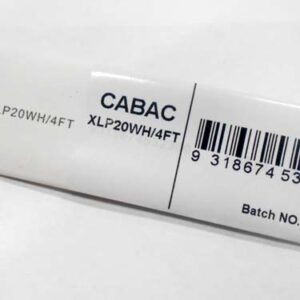 LP20WH/4FT
CABAC
XLP20WH/4FT
9 318674 53
Batch NO.